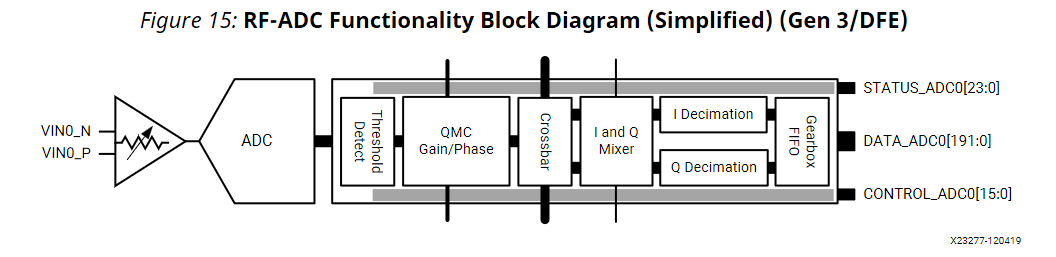 Figure 15: RF-ADC Functionality Block Diagram (Simplified) (Gen 3/DFE)
VIN0_N
VIN0_P
ADC
Threshold
Detect
QMC
Gain/Phase
Crossbar
I and Q
Mixer
I Decimation
Q Decimation
Gearbox
FIFO
STATUS_ADC0[23:0]
DATA_ADC0[191:0]
CONTROL_ADC0[15:0]
X23277-120419